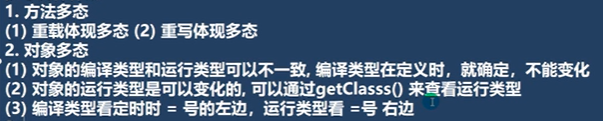 1. 方法多态
(1) 重载体现多态 (2) 重写体现多态
2. 对象多态
(1) 对象的编译类型和运行类型可以不一致, 编译类型在定义时，就确定，不能变化
(2) 对象的运行类型是可以变化的, 可以通过getClasss() 来查看运行类型
(3) 编译类型看定时时 = 号的左边，运行类型看 =号 右边